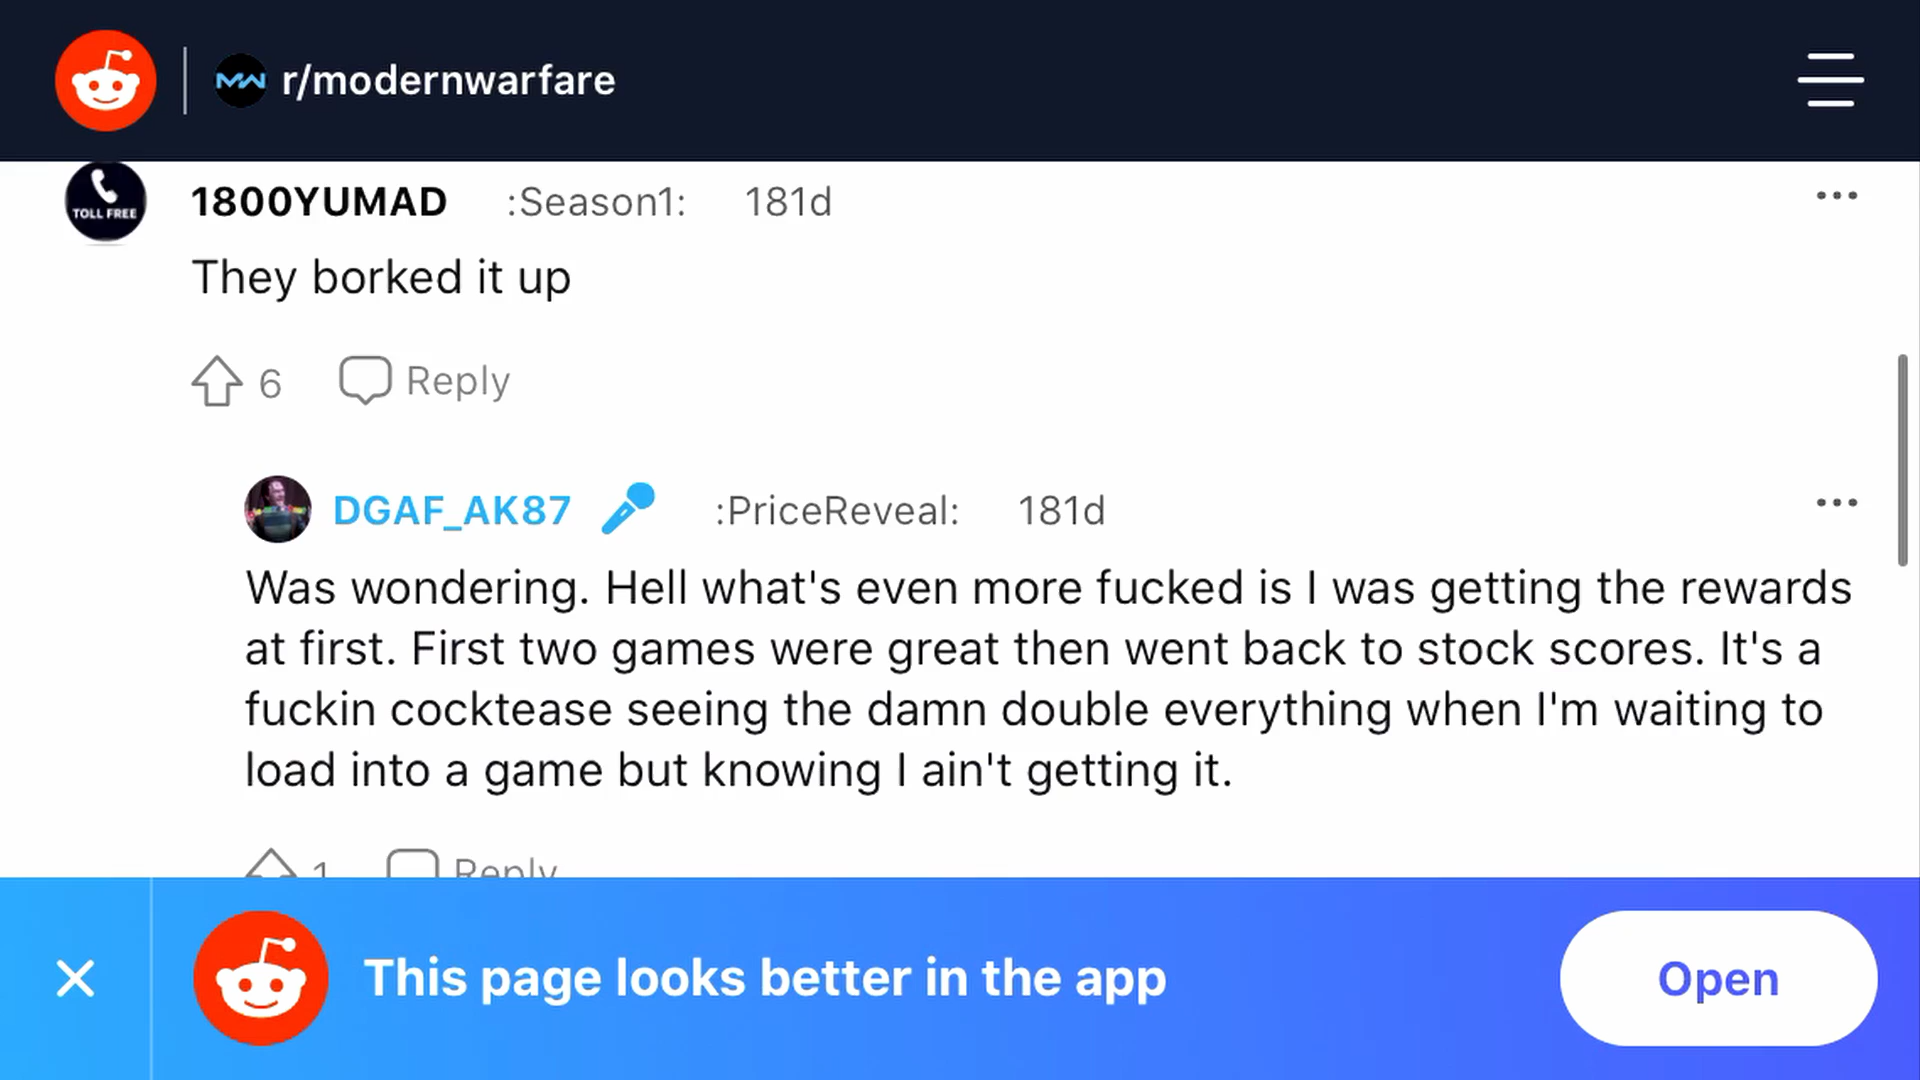 MW r/modernwarfare
TOLL FREE
1800YUMAD :Season1: 181d
They borked it up
6 Reply
DGAF_AK87 :PriceReveal: 181d
Was wondering. Hell what's even more fucked is I was getting the rewards
at first. First two games were great then went back to stock scores. It's a
fuckin cocktease seeing the damn double everything when I'm waiting to
load into a game but knowing I ain't getting it.
1 Reply
This page looks better in the app
Open